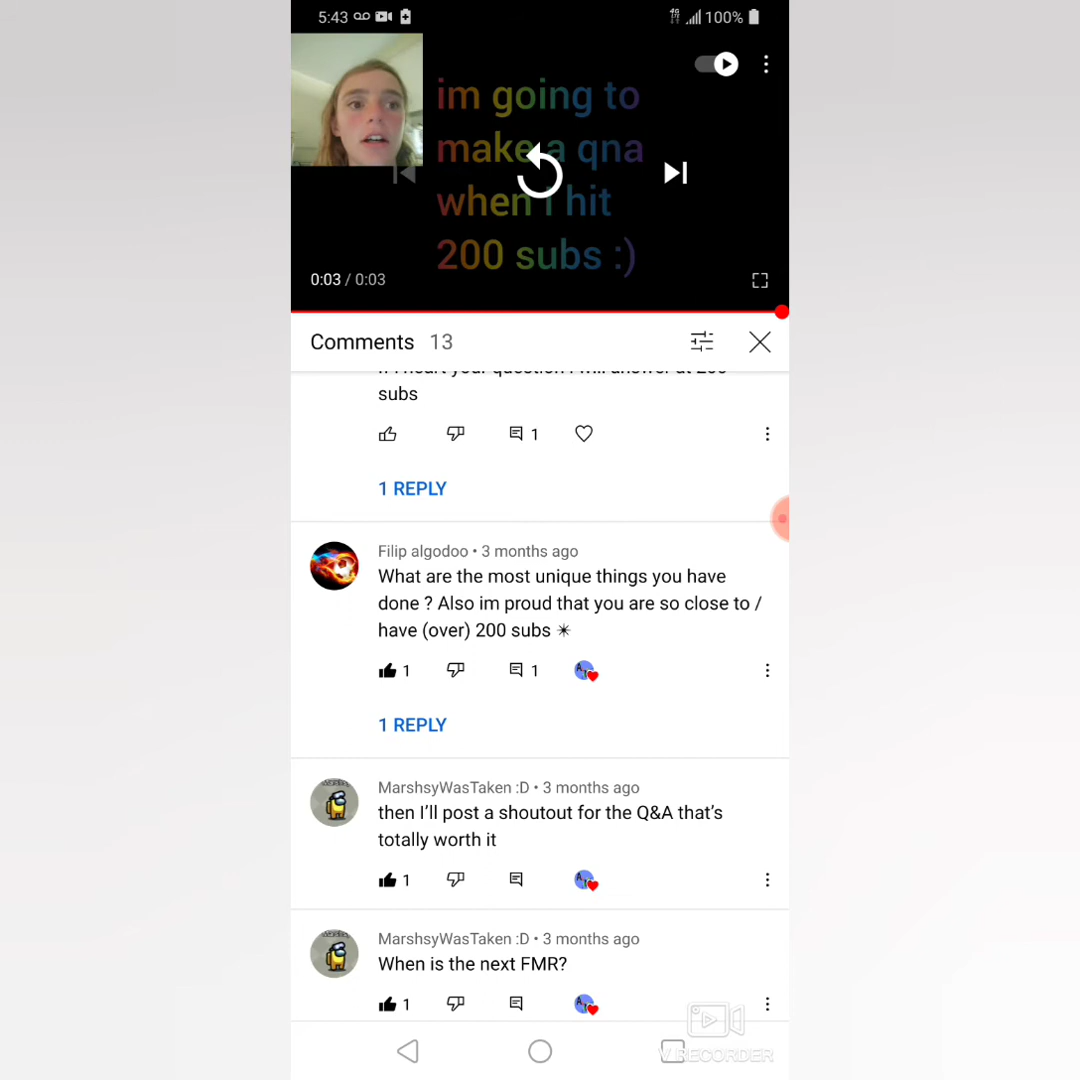 5:43
4G
100%
im going to
make a qna
when I hit
200 subs :)
0:03 / 0:03
Comments 13
subs
1
1 REPLY
Filip algodoo • 3 months ago
What are the most unique things you have
done ? Also im proud that you are so close to /
have (over) 200 subs ✴
1 1
1 REPLY
MarshsyWasTaken :D • 3 months ago
then I'll post a shoutout for the Q&A that's
totally worth it
1
MarshsyWasTaken :D • 3 months ago
When is the next FMR?
1
V RECORDER